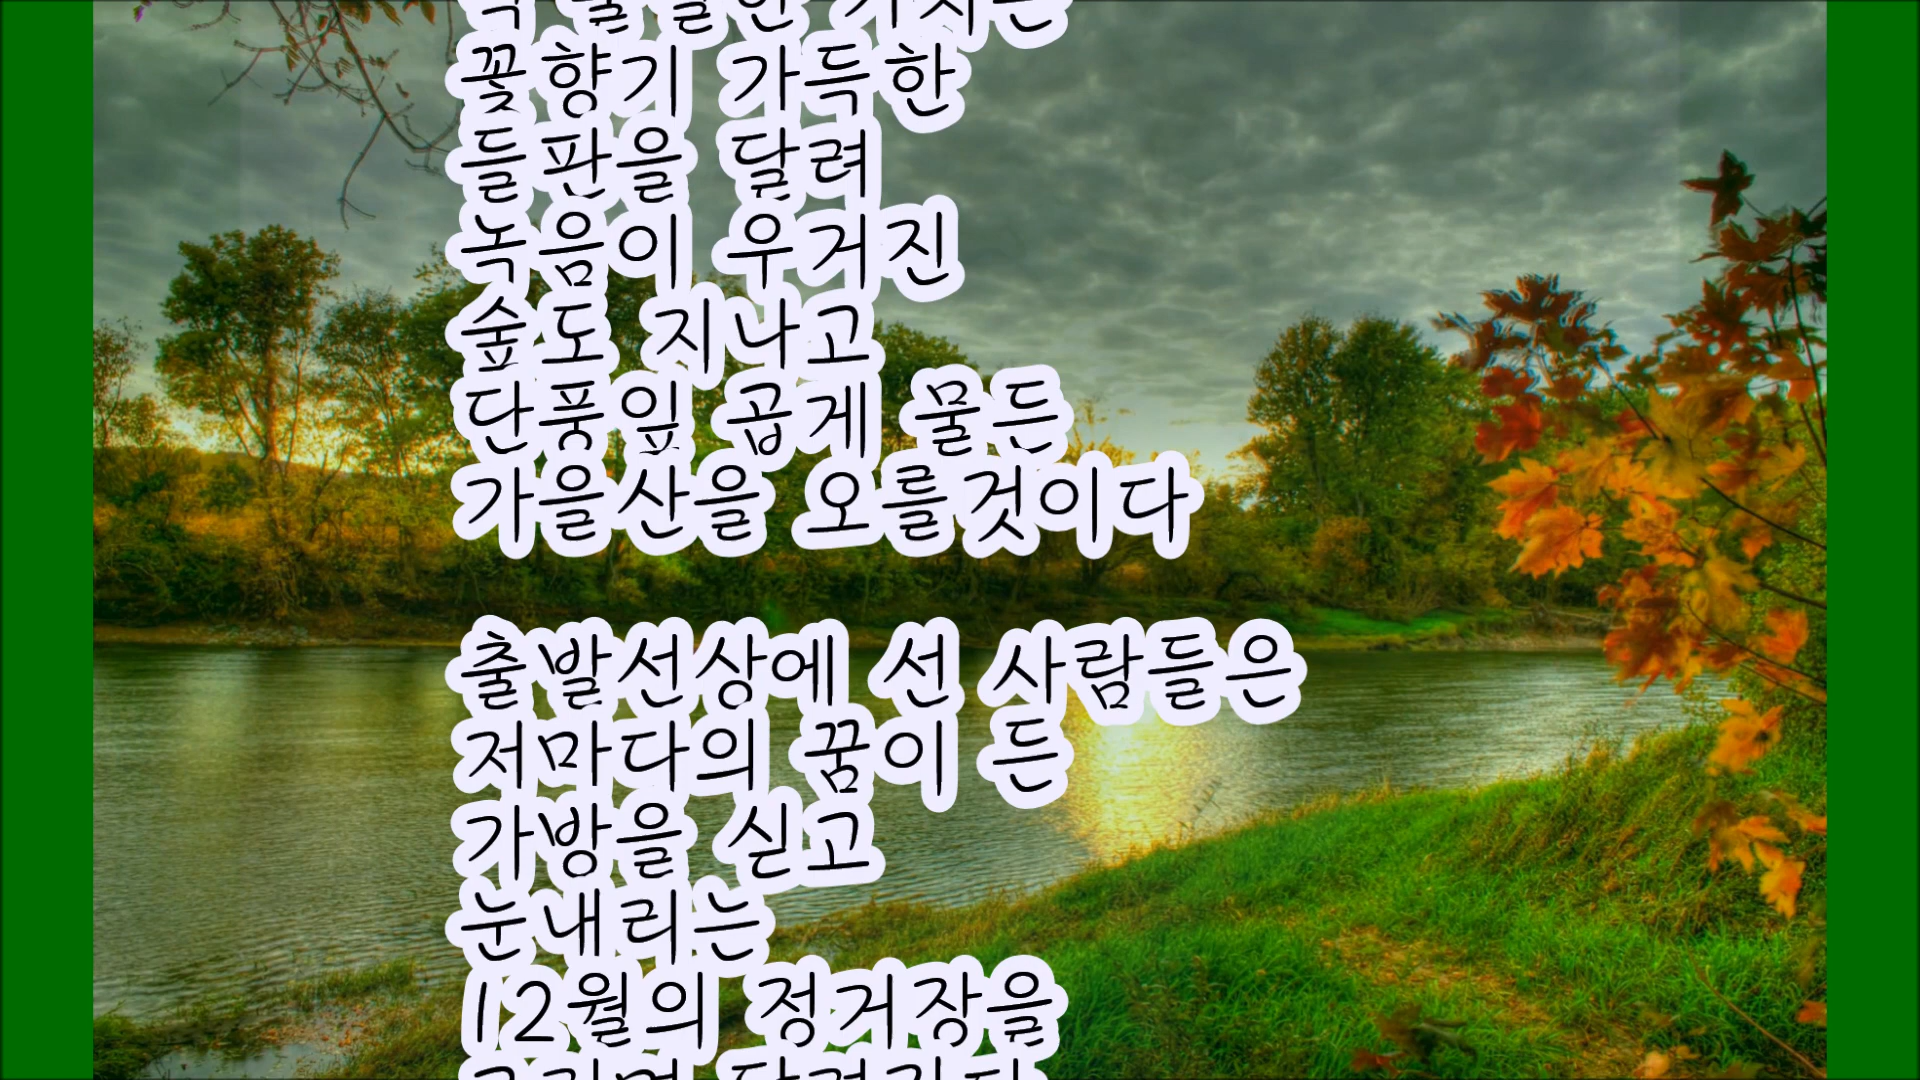 꽃향기 가득한
들판을 달려
녹음이 우거진
숲도 지나고
단풍잎 곱게 물든
가을산을 오를것이다
출발선상에 선 사람들은
저마다의 꿈이 든
가방을 싣고
눈내리는
12월의 정거장을